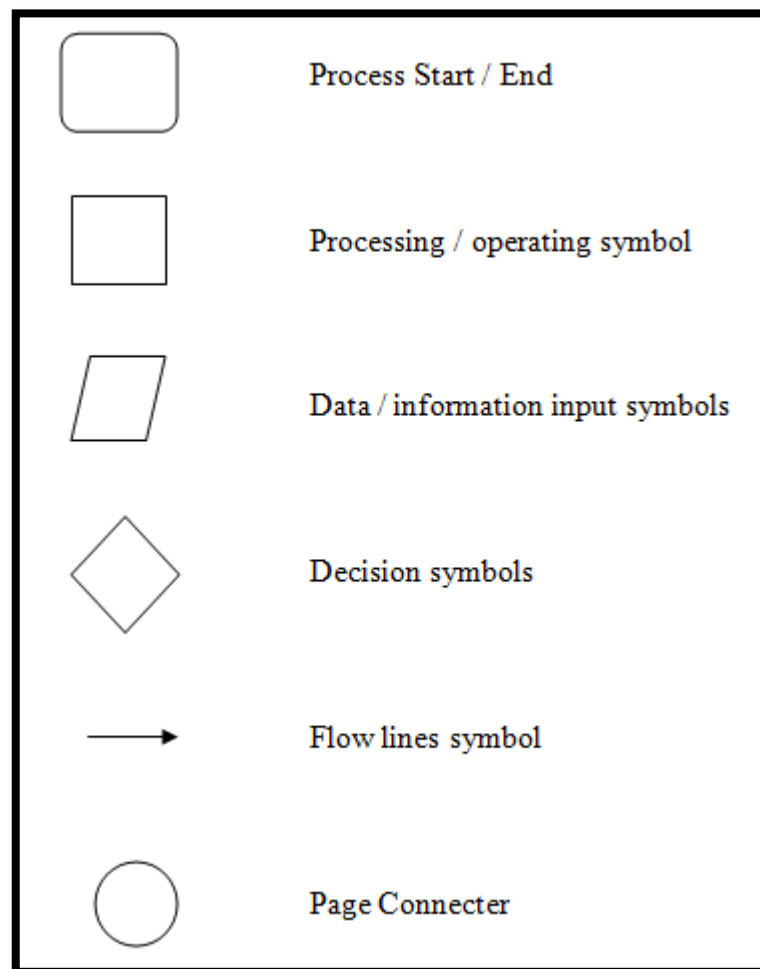 Process Start / End
Processing / operating symbol
Data / information input symbols
Decision symbols
Flow lines symbol
Page Connecter